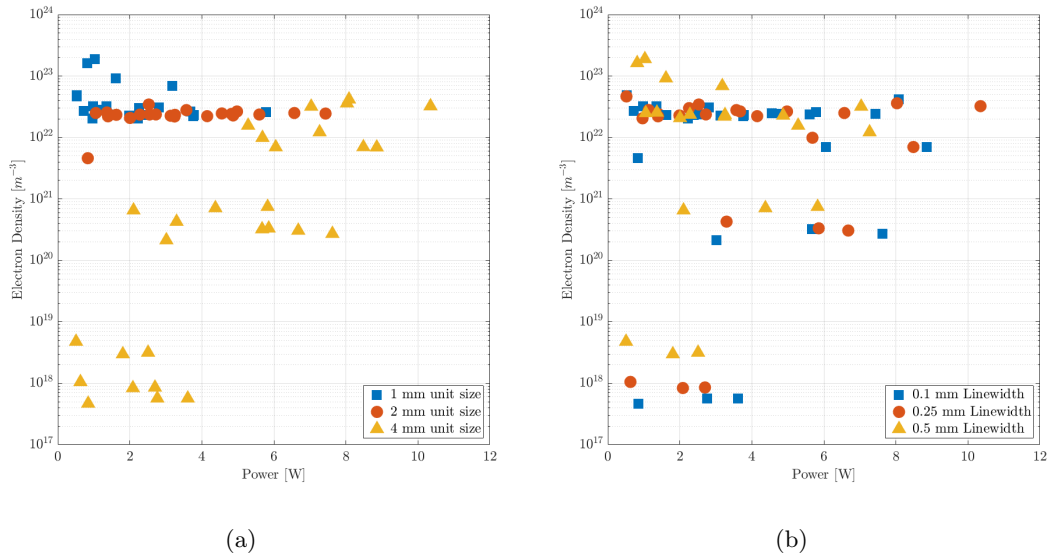 10^24
10^23
10^22
10^21
10^20
10^19
10^18
10^17
Electron Density [m^-3]
0 2 4 6 8 10 12
Power [W]
1 mm unit size
2 mm unit size
4 mm unit size
(a)
10^24
10^23
10^22
10^21
10^20
10^19
10^18
10^17
Electron Density [m^-3]
0 2 4 6 8 10 12
Power [W]
0.1 mm Linewidth
0.25 mm Linewidth
0.5 mm Linewidth
(b)